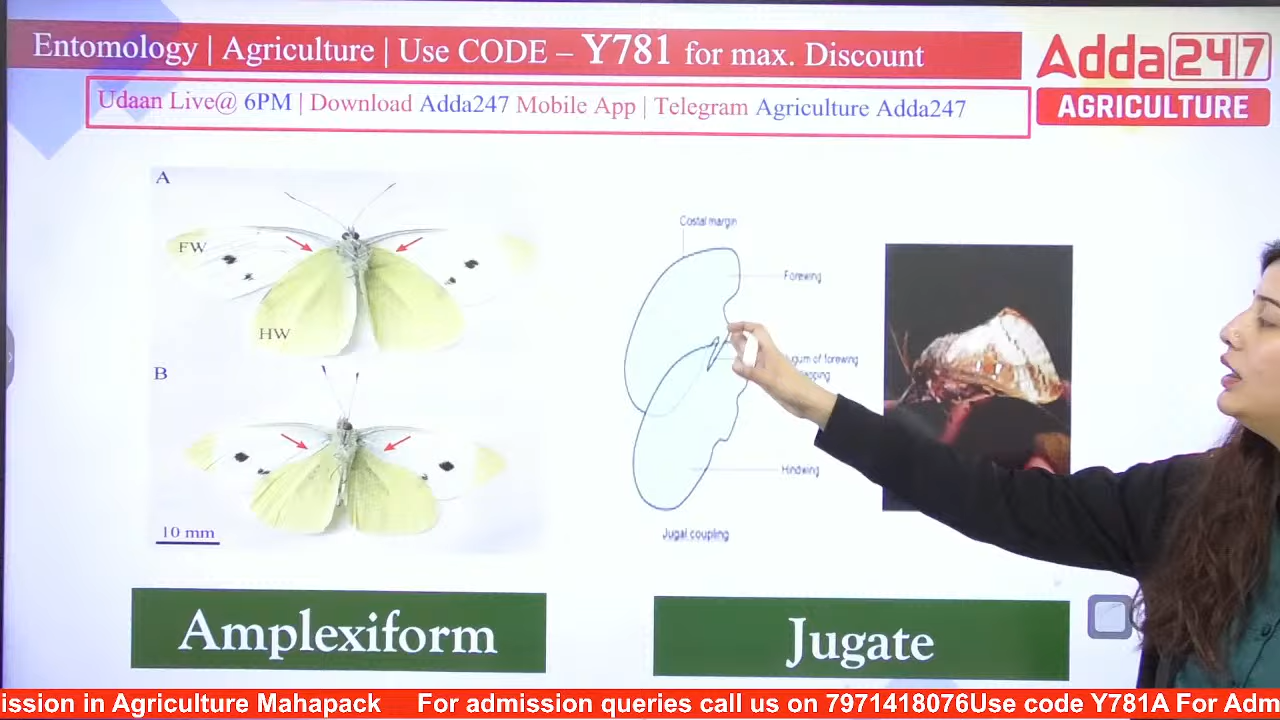 Entomology | Agriculture | Use CODE – Y781 for max. Discount
Adda247
AGRICULTURE
Udaan Live@ 6PM | Download Adda247 Mobile App | Telegram Agriculture Adda247
A
FW
HW
B
10 mm
Costal margin
Forewing
of forewing
Hindwing
Jugal coupling
Amplexiform
Jugate
ission in Agriculture Mahapack For admission queries call us on 7971418076Use code Y781A For Adm